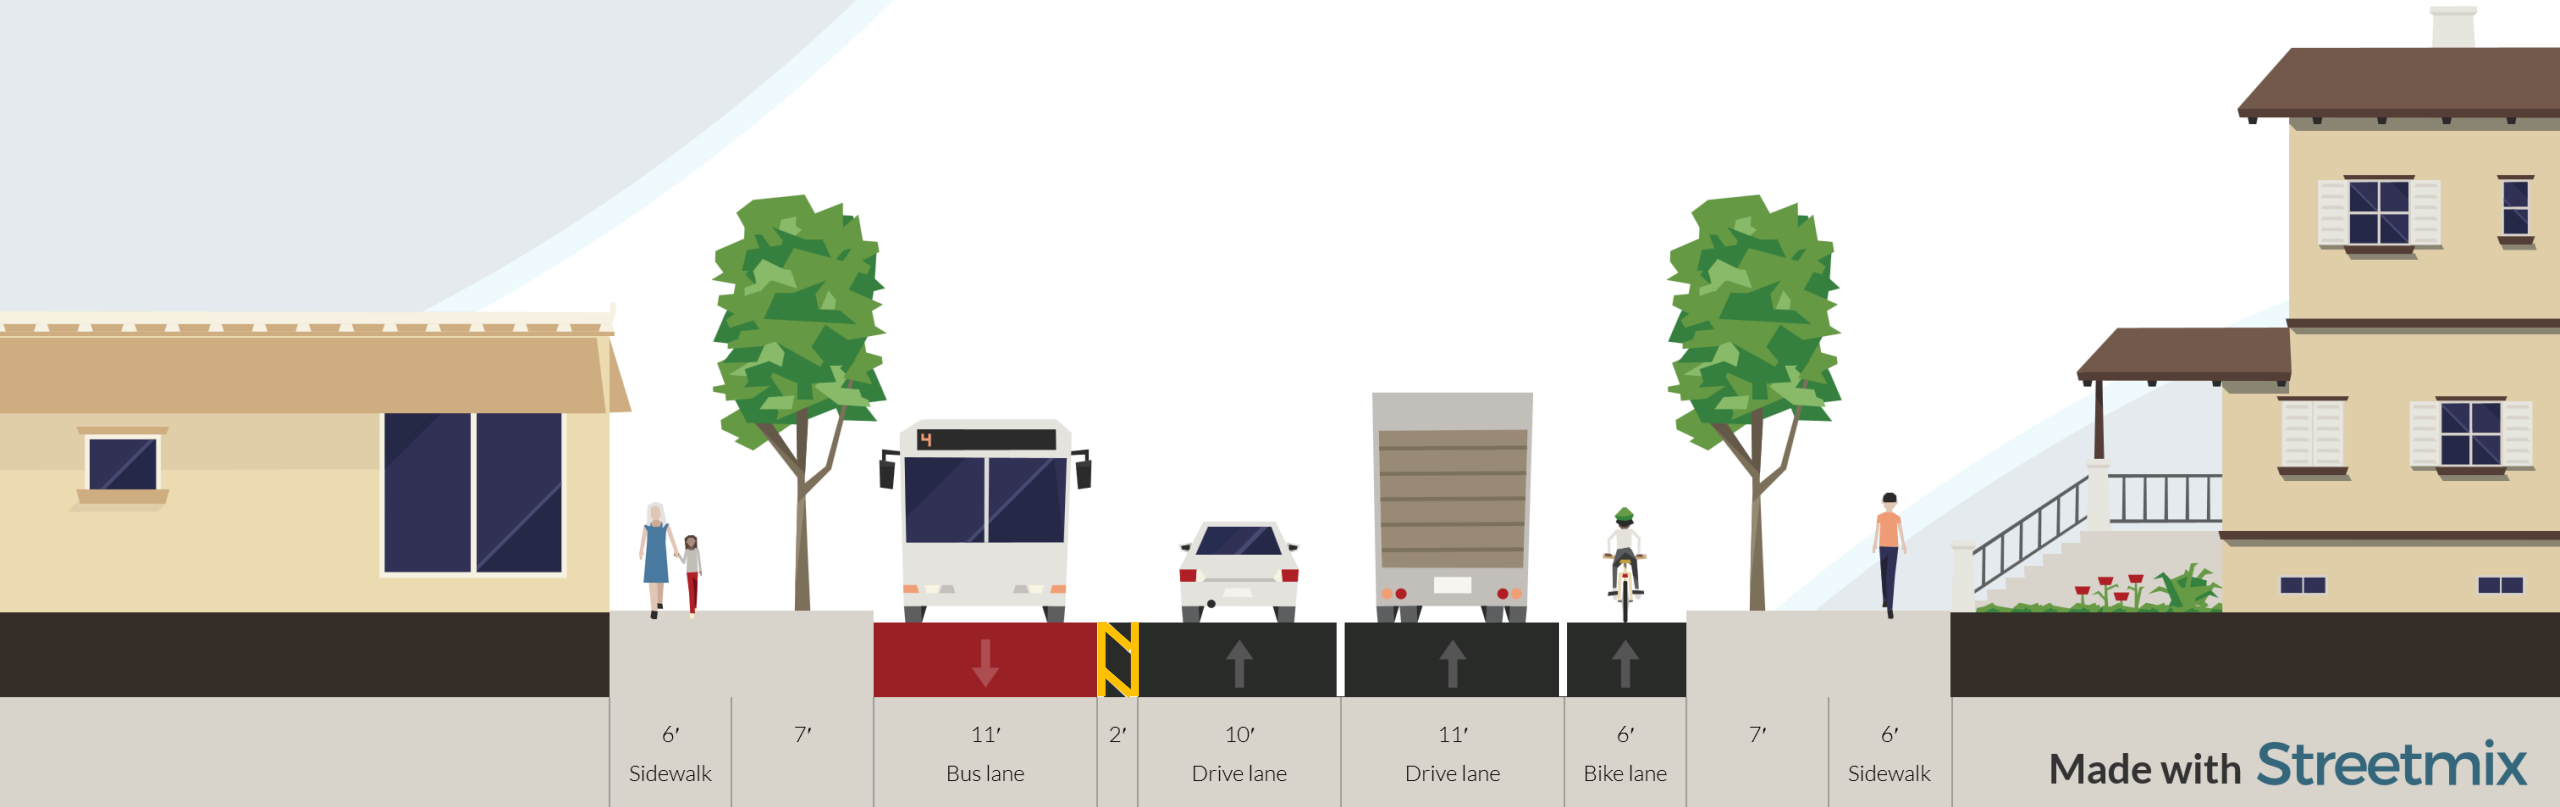 4
6′
7′
11′
2′
10′
11′
6′
7′
6′
Sidewalk
Bus lane
Drive lane
Drive lane
Bike lane
Sidewalk
Made with Streetmix